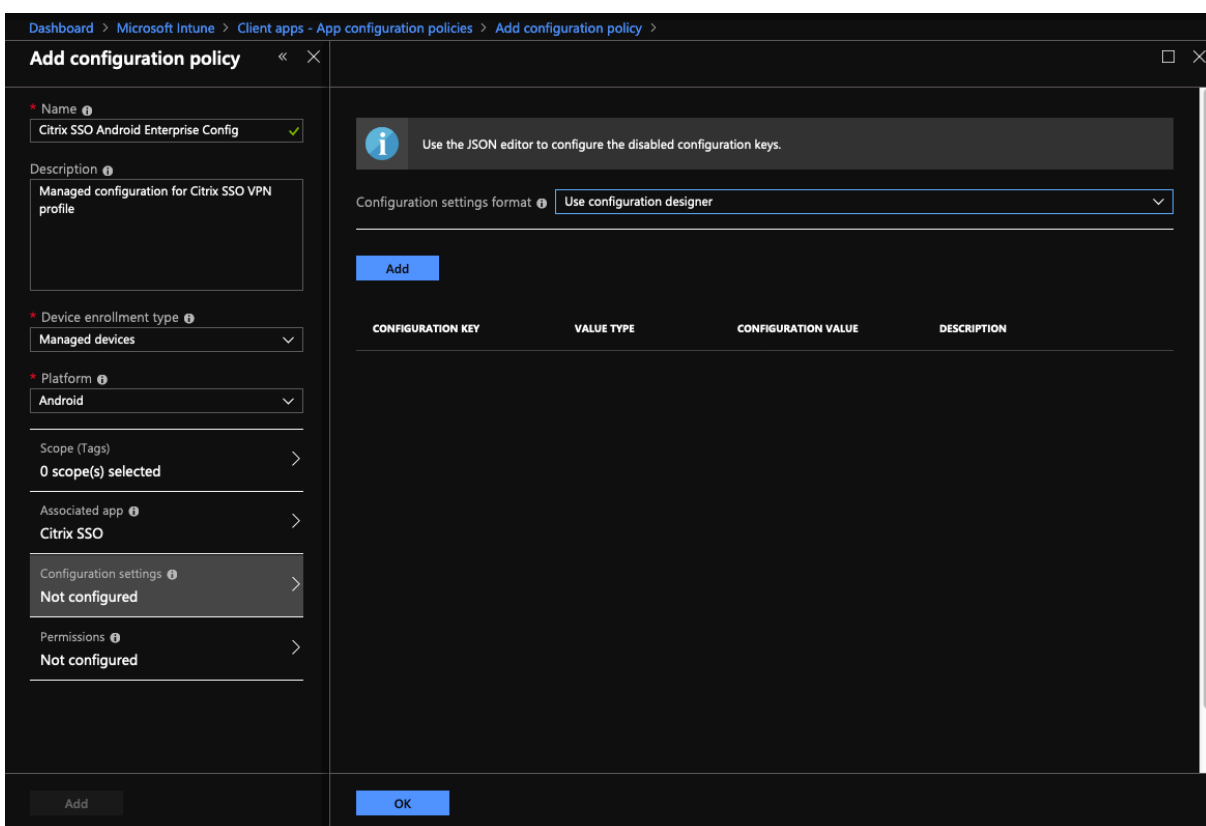 Dashboard > Microsoft Intune > Client apps - App configuration policies > Add configuration policy >
Add configuration policy
* Name
Citrix SSO Android Enterprise Config
Description
Managed configuration for Citrix SSO VPN
profile
* Device enrollment type
Managed devices
* Platform
Android
Scope (Tags)
0 scope(s) selected
Associated app
Citrix SSO
Configuration settings
Not configured
Permissions
Not configured
Add
Use the JSON editor to configure the disabled configuration keys.
Configuration settings format Use configuration designer
Add
CONFIGURATION KEY VALUE TYPE CONFIGURATION VALUE DESCRIPTION
OK